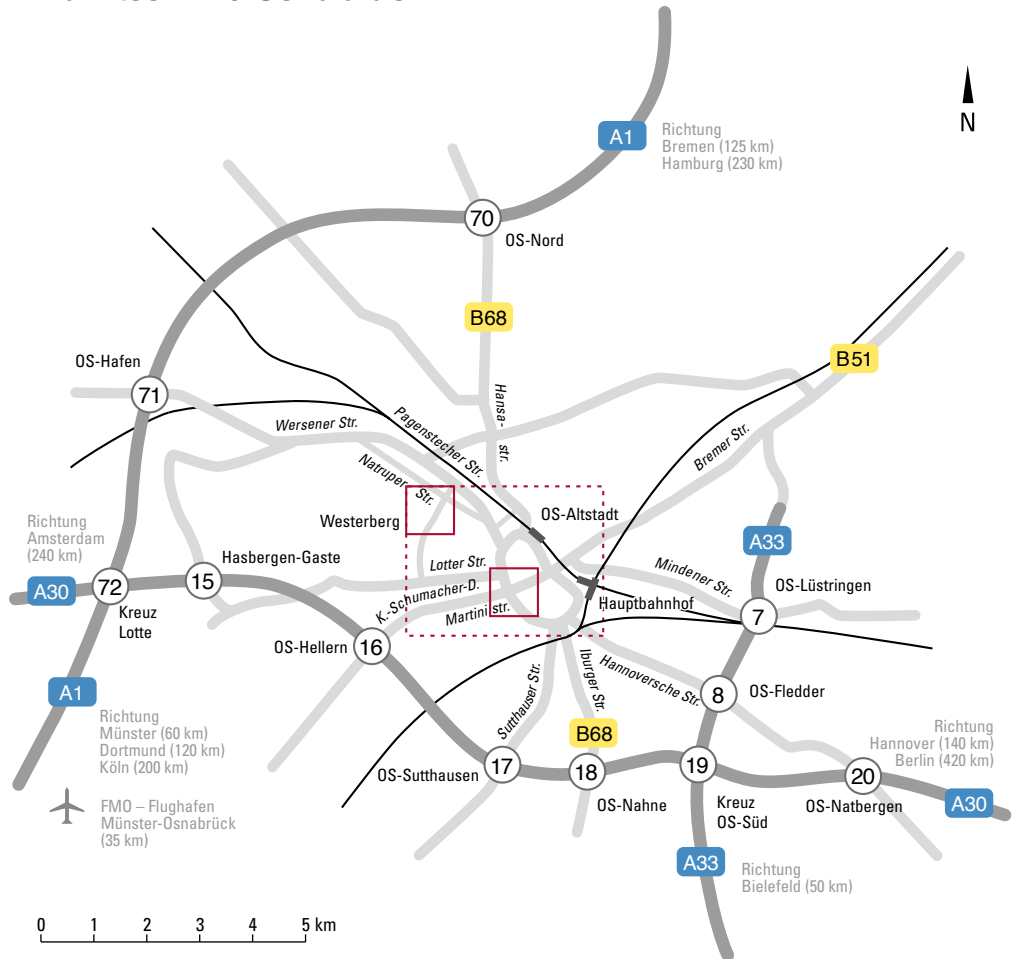 A1
Richtung
Bremen (125 km)
Hamburg (230 km)
N
70
OS-Nord
B68
B51
OS-Hafen
71
Hansa-
str.
Wersener Str.
Pagenstecher Str.
Bremer Str.
Natruper Str.
Westerberg
OS-Altstadt
Richtung
Amsterdam
(240 km)
A30
72
Kreuz
Lotte
15
Hasbergen-Gaste
Lotter Str.
K.-Schumacher-D.
Martinistr.
Hauptbahnhof
Mindener Str.
A33
OS-Lüstringen
7
OS-Hellern
16
Sutthauser Str.
Iburger Str.
Hannoversche Str.
8
OS-Fledder
A1
Richtung
Münster (60 km)
Dortmund (120 km)
Köln (200 km)
FMO – Flughafen
Münster-Osnabrück
(35 km)
B68
OS-Sutthausen
17
18
OS-Nahne
19
Kreuz
OS-Süd
Richtung
Hannover (140 km)
Berlin (420 km)
20
OS-Natbergen
A30
A33
Richtung
Bielefeld (50 km)
0 1 2 3 4 5 km